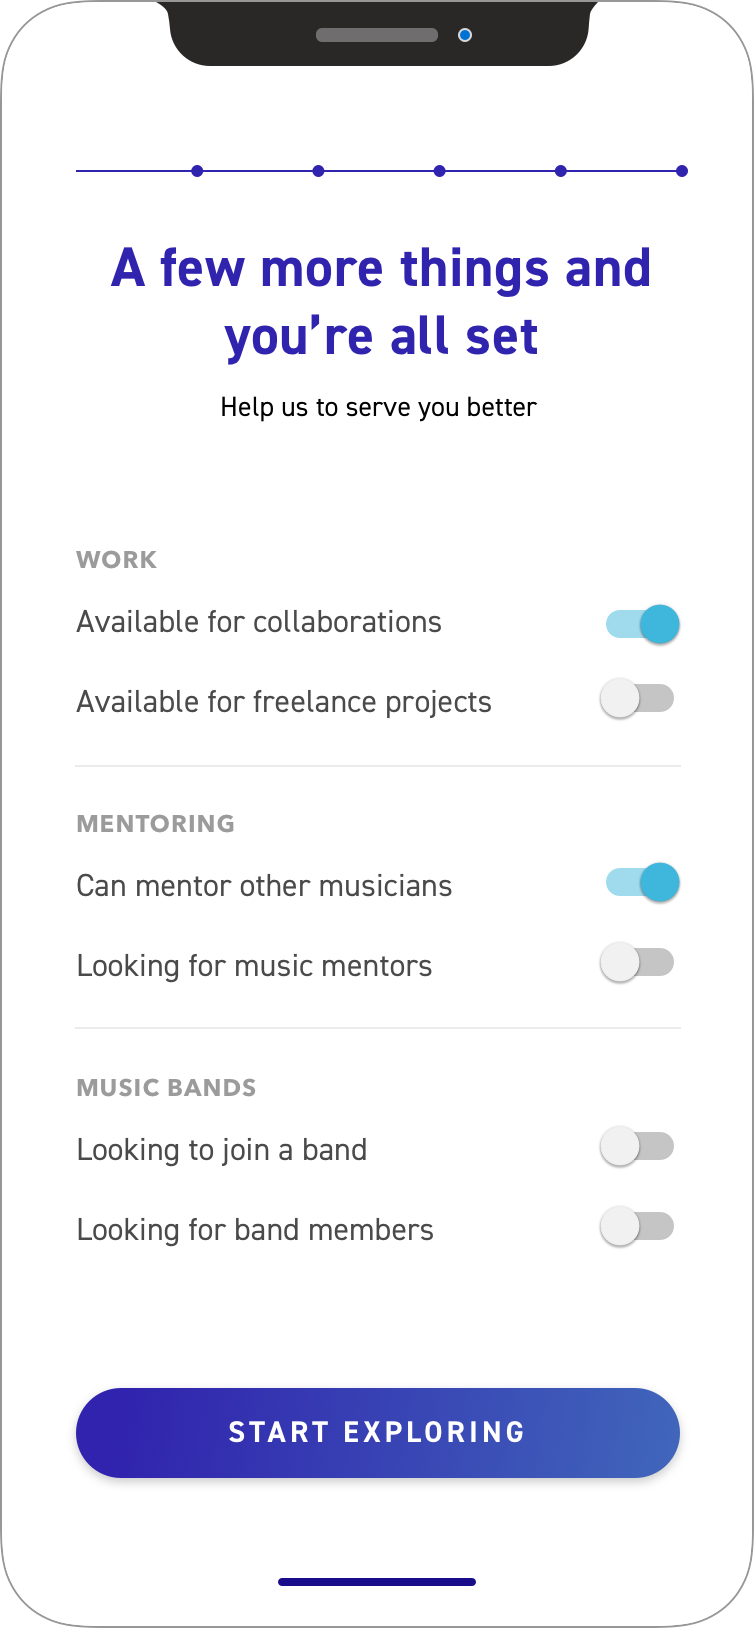 A few more things and
you’re all set
Help us to serve you better
WORK
Available for collaborations
Available for freelance projects
MENTORING
Can mentor other musicians
Looking for music mentors
MUSIC BANDS
Looking to join a band
Looking for band members
START EXPLORING